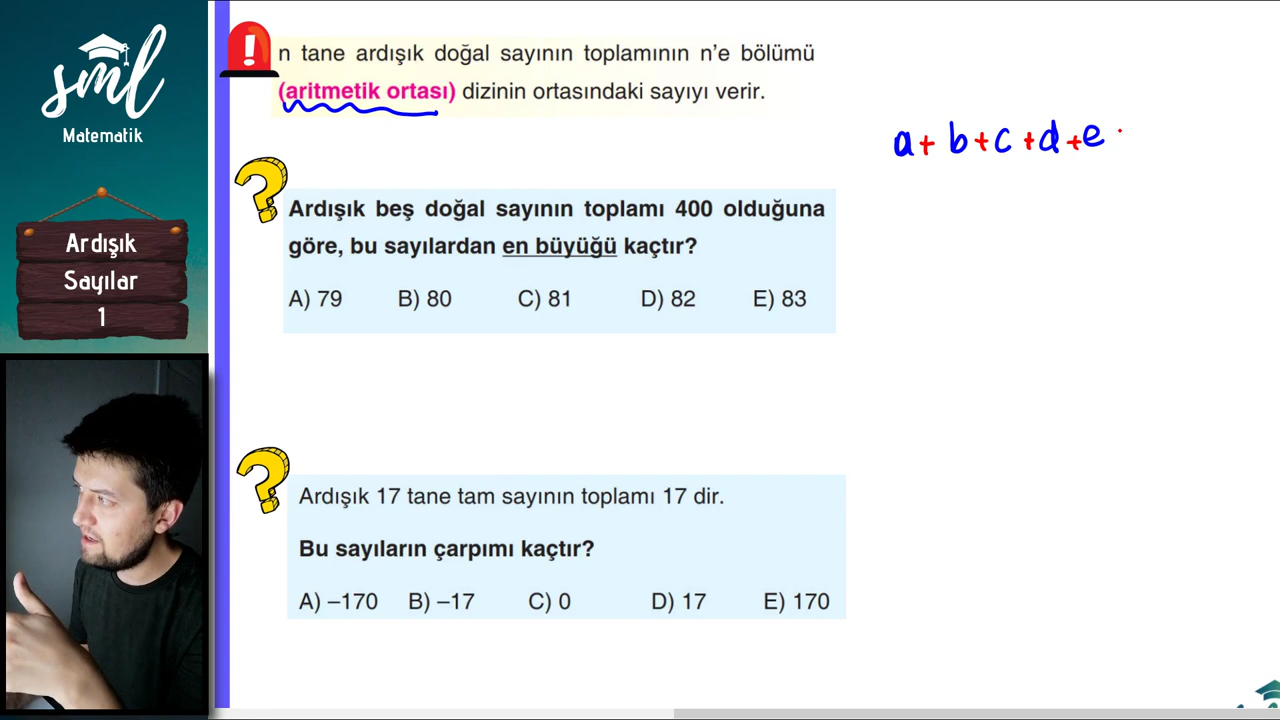 sml
Matematik
Ardışık
Sayılar
1
n tane ardışık doğal sayının toplamının n'e bölümü
(aritmetik ortası) dizinin ortasındaki sayıyı verir.
a + b + c + d + e
Ardışık beş doğal sayının toplamı 400 olduğuna
göre, bu sayılardan en büyüğü kaçtır?
A) 79 B) 80 C) 81 D) 82 E) 83
Ardışık 17 tane tam sayının toplamı 17 dir.
Bu sayıların çarpımı kaçtır?
A) –170 B) –17 C) 0 D) 17 E) 170